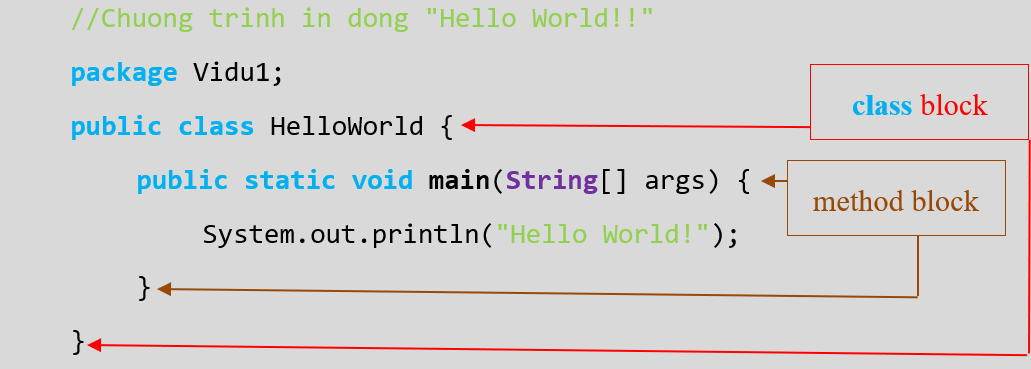 //Chuong trinh in dong "Hello World!!"
package Vidu1;
class block
public class HelloWorld {
public static void main(String[] args) {
method block
System.out.println("Hello World!");
}
}